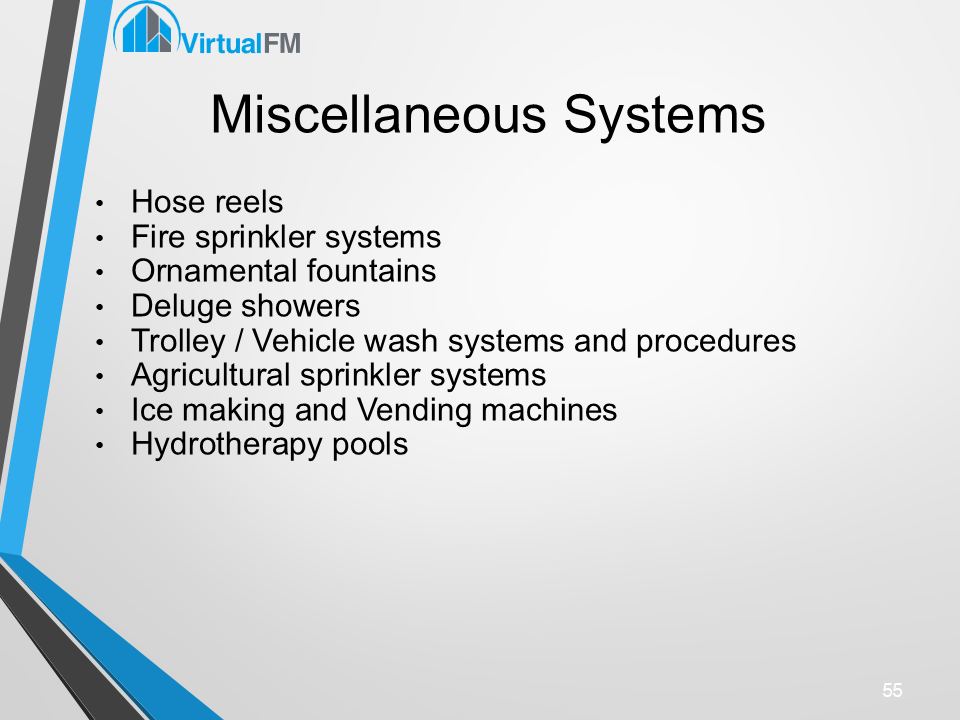 VirtualFM
Miscellaneous Systems
• Hose reels
• Fire sprinkler systems
• Ornamental fountains
• Deluge showers
• Trolley / Vehicle wash systems and procedures
• Agricultural sprinkler systems
• Ice making and Vending machines
• Hydrotherapy pools
55